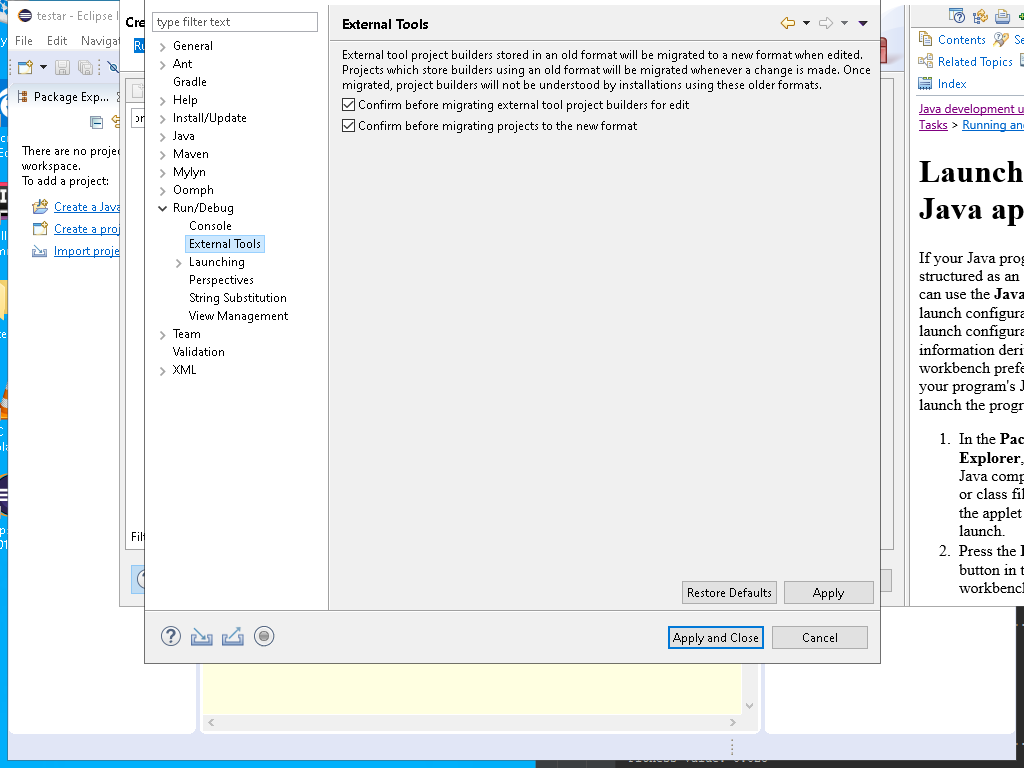 testar - Eclipse
File Edit Navigat
Package Exp...
There are no projec
workspace.
To add a project:
Create a Java
Create a proj
Import proje
Cre
type filter text
General
Ant
Gradle
Help
Install/Update
Java
Maven
Mylyn
Oomph
Run/Debug
Console
External Tools
Launching
Perspectives
String Substitution
View Management
Team
Validation
XML
External Tools
External tool project builders stored in an old format will be migrated to a new format when edited.
Projects which store builders using an old format will be migrated whenever a change is made. Once
migrated, project builders will not be understood by installations using these older formats.
Confirm before migrating external tool project builders for edit
Confirm before migrating projects to the new format
Restore Defaults
Apply
Apply and Close
Cancel
Contents Se
Related Topics
Index
Java development u
Tasks > Running and
Launch
Java ap
If your Java prog
structured as an
can use the Java
launch configura
launch configura
information deri
workbench prefe
your program's J
launch the progr
1. In the Pac
Explorer,
Java comp
or class fil
the applet
launch.
2. Press the
button in t
workbench